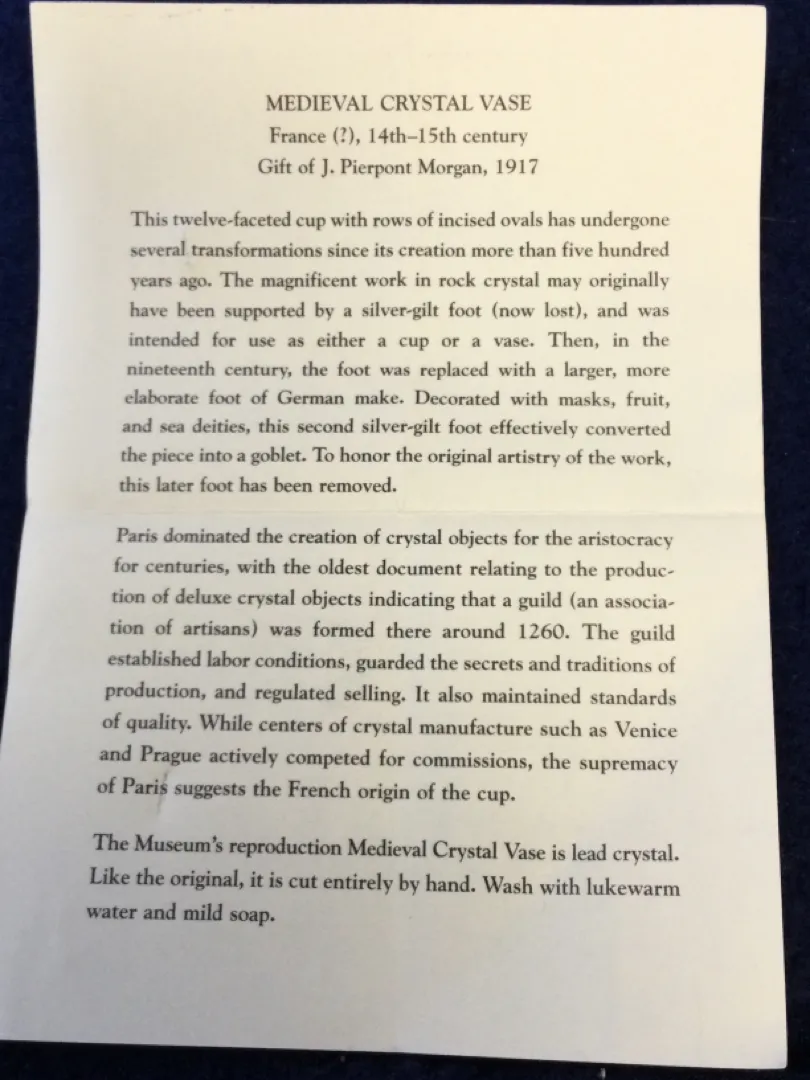 MEDIEVAL CRYSTAL VASE
France (?), 14th–15th century
Gift of J. Pierpont Morgan, 1917
This twelve-faceted cup with rows of incised ovals has undergone
several transformations since its creation more than five hundred
years ago. The magnificent work in rock crystal may originally
have been supported by a silver-gilt foot (now lost), and was
intended for use as either a cup or a vase. Then, in the
nineteenth century, the foot was replaced with a larger, more
elaborate foot of German make. Decorated with masks, fruit,
and sea deities, this second silver-gilt foot effectively converted
the piece into a goblet. To honor the original artistry of the work,
this later foot has been removed.
Paris dominated the creation of crystal objects for the aristocracy
for centuries, with the oldest document relating to the produc-
tion of deluxe crystal objects indicating that a guild (an associa-
tion of artisans) was formed there around 1260. The guild
established labor conditions, guarded the secrets and traditions of
production, and regulated selling. It also maintained standards
of quality. While centers of crystal manufacture such as Venice
and Prague actively competed for commissions, the supremacy
of Paris suggests the French origin of the cup.
The Museum's reproduction Medieval Crystal Vase is lead crystal.
Like the original, it is cut entirely by hand. Wash with lukewarm
water and mild soap.